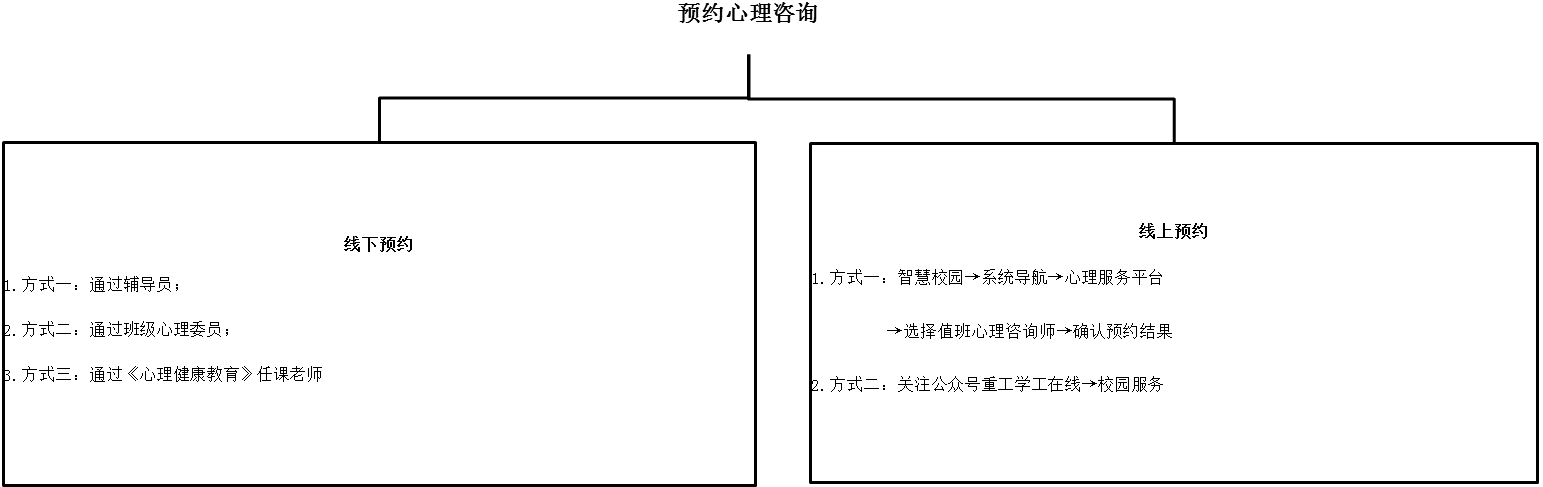 预约心理咨询
线下预约
1.方式一：通过辅导员；
2.方式二：通过班级心理委员；
3.方式三：通过《心理健康教育》任课老师
线上预约
1.方式一：智慧校园→系统导航→心理服务平台
→选择值班心理咨询师→确认预约结果
2.方式二：关注公众号重工学工在线→校园服务